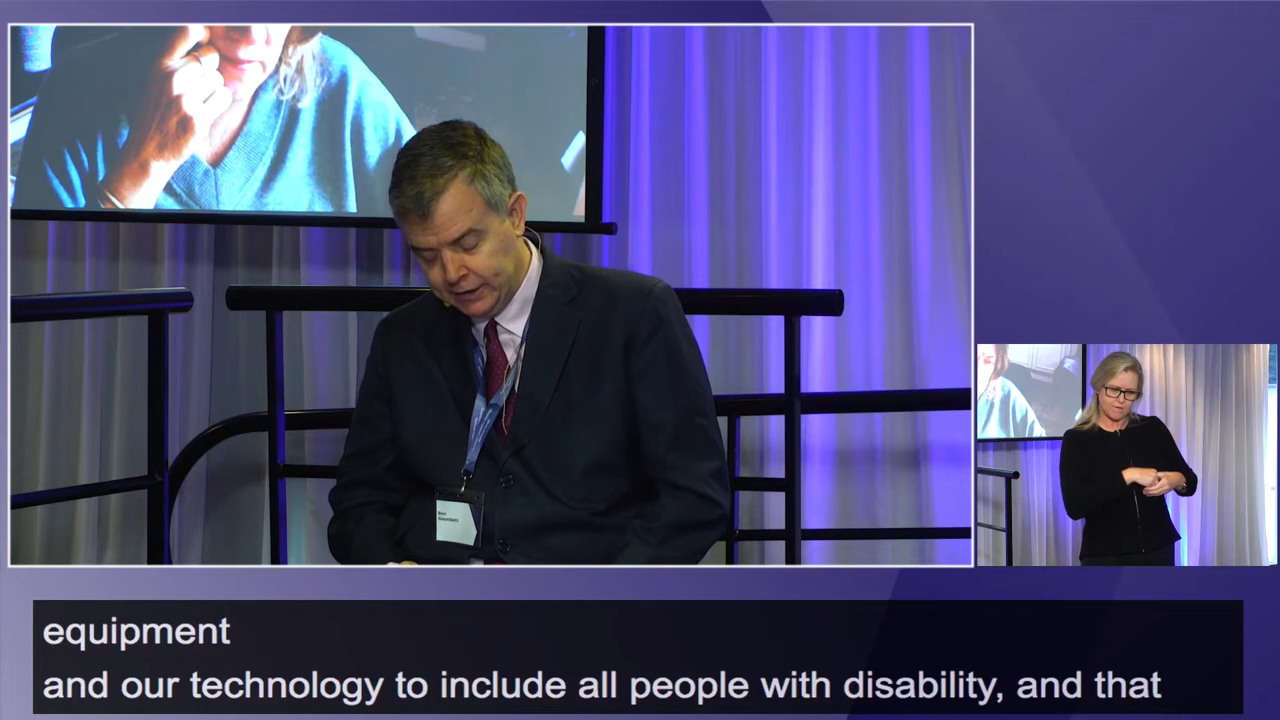 equipment
and our technology to include all people with disability, and that